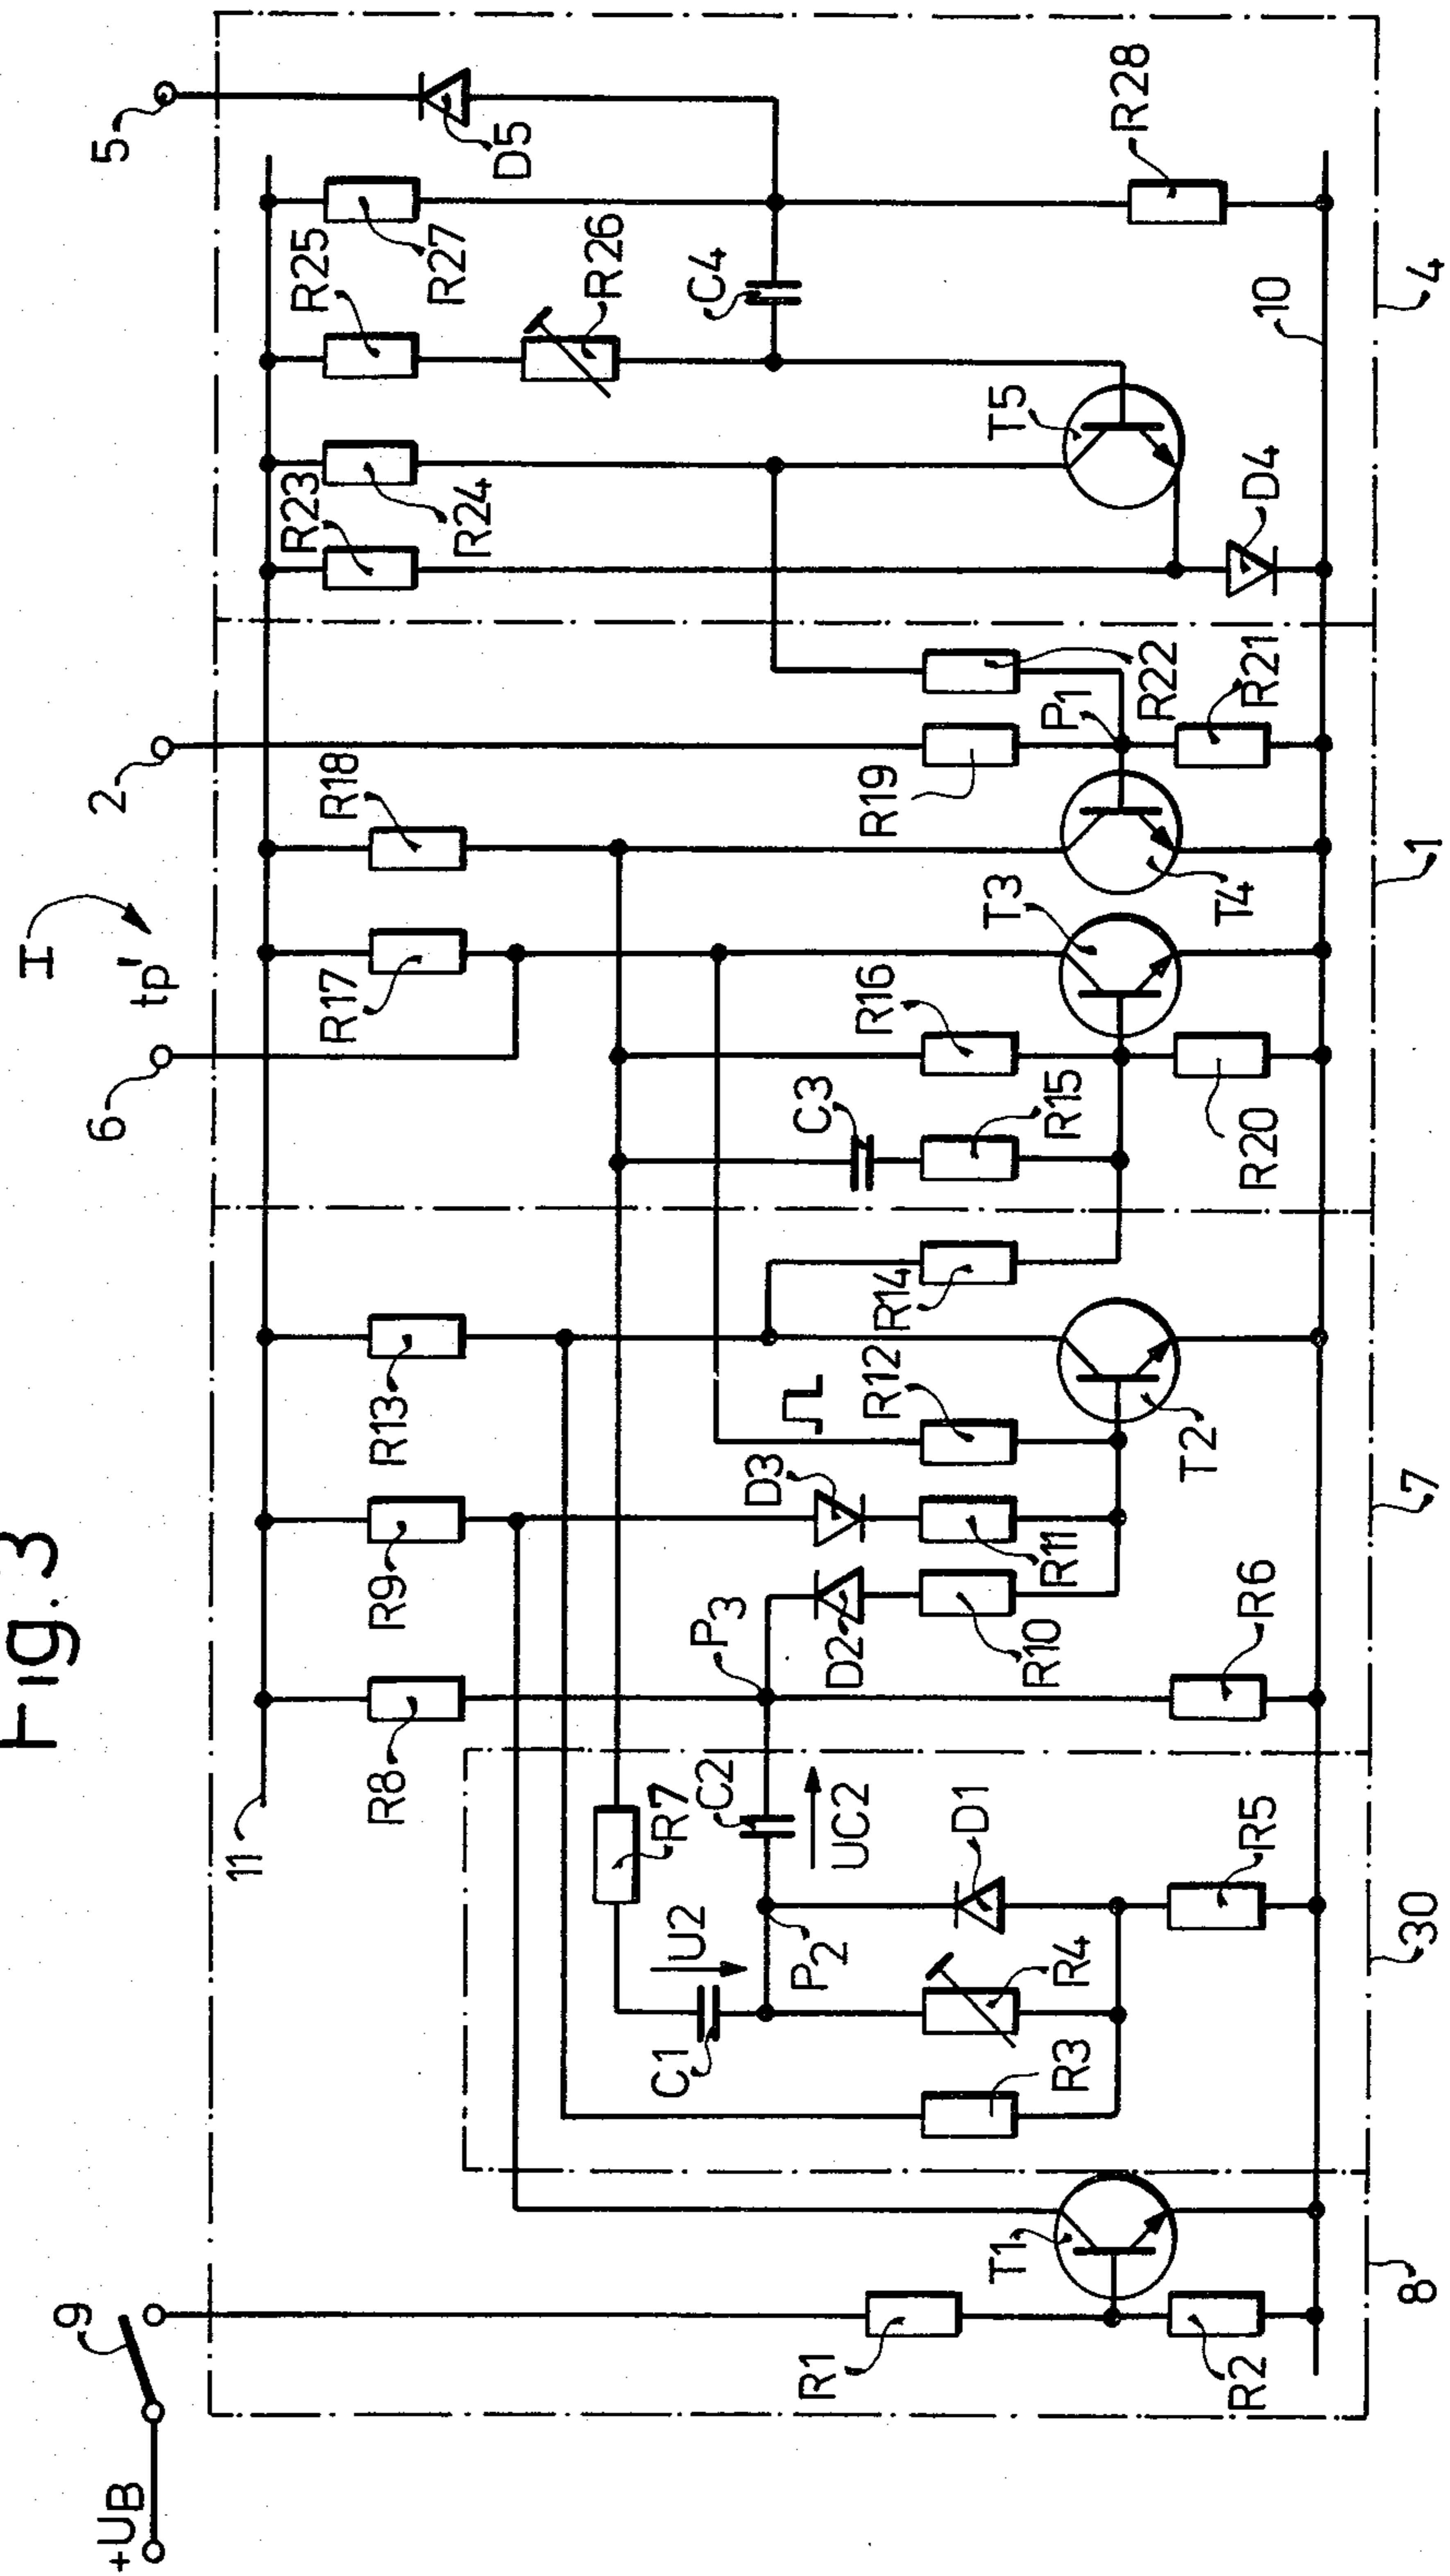 Fig. 3
+UB
9
6
I
tp'
2
5
11
R8
R9
R13
R17
R18
R23
R24
R25
R27
R26
D5
C4
R7
C1
U2
C2
UC2
P2
P3
D2
D3
R12
R14
C3
R15
R16
R19
P1
R22
T5
R28
R1
T1
R3
R4
D1
R10
R11
T2
T3
T4
R2
R5
R6
R20
R21
D4
10
8
30
7
1
4